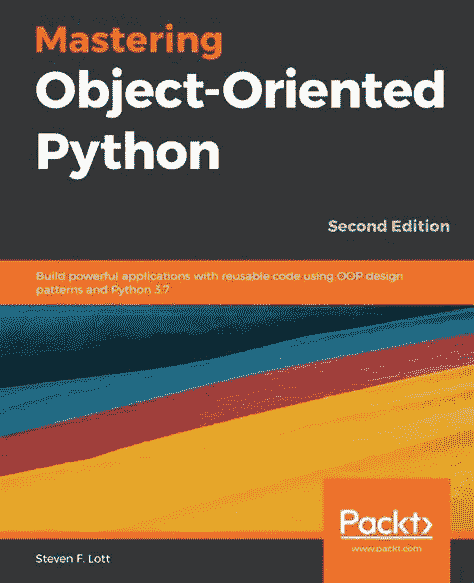 Mastering
Object-Oriented
Python
Second Edition
Build powerful applications with reusable code using OOP design
patterns and Python 3.7
Packt>
www.packt.com
Steven F. Lott